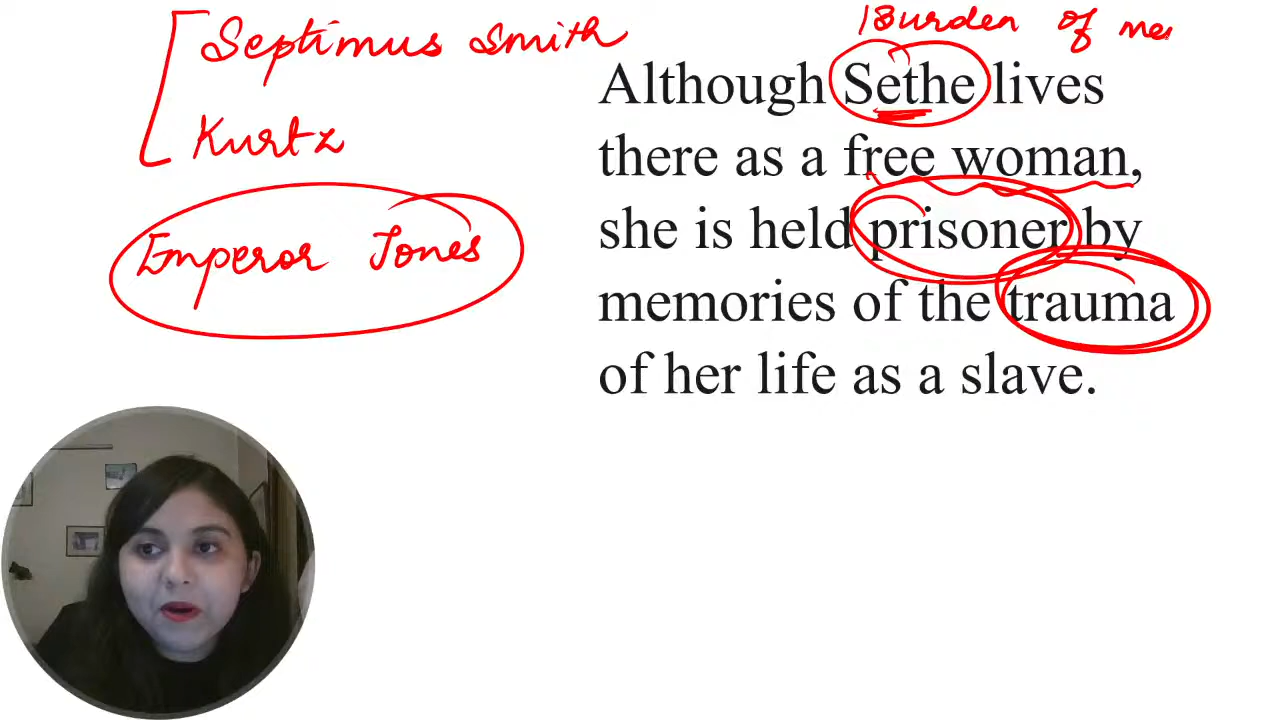 Septimus Smith
Kurtz
Emperor Jones
Burden of me
Although Sethe lives
there as a free woman,
she is held prisoner by
memories of the trauma
of her life as a slave.